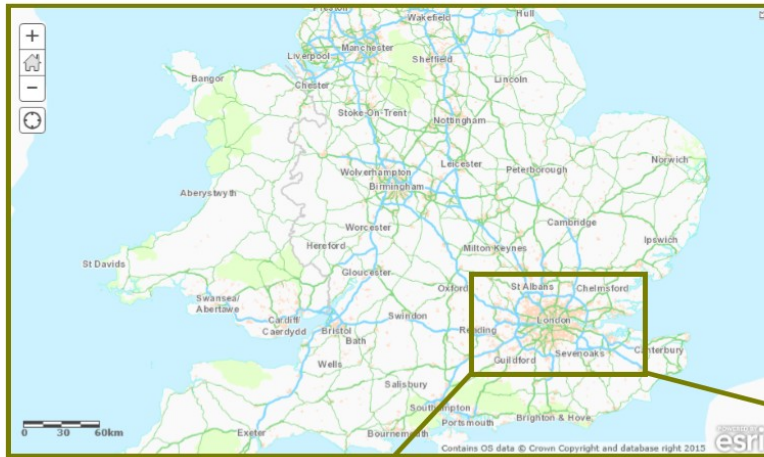 Preston
Wakefield
Hull
+
Manchester
Liverpool
Sheffield
Bangor
Chester
Lincoln
−
Stoke-On-Trent
Nottingham
Wolverhampton
Leicester
Peterborough
Norwich
Birmingham
Aberystwyth
Worcester
Cambridge
Hereford
Milton Keynes
Ipswich
St Davids
Gloucester
Oxford
St Albans
Chelmsford
Swansea/
Abertawe
Cardiff
Caerdydd
Bristol
Swindon
London
Reading
Bath
Wells
Guildford
Sevenoaks
Canterbury
Salisbury
Southampton
Portsmouth
Brighton & Hove
0 30 60km
Exeter
Bournemouth
esri
Contains OS data © Crown Copyright and database right 2015